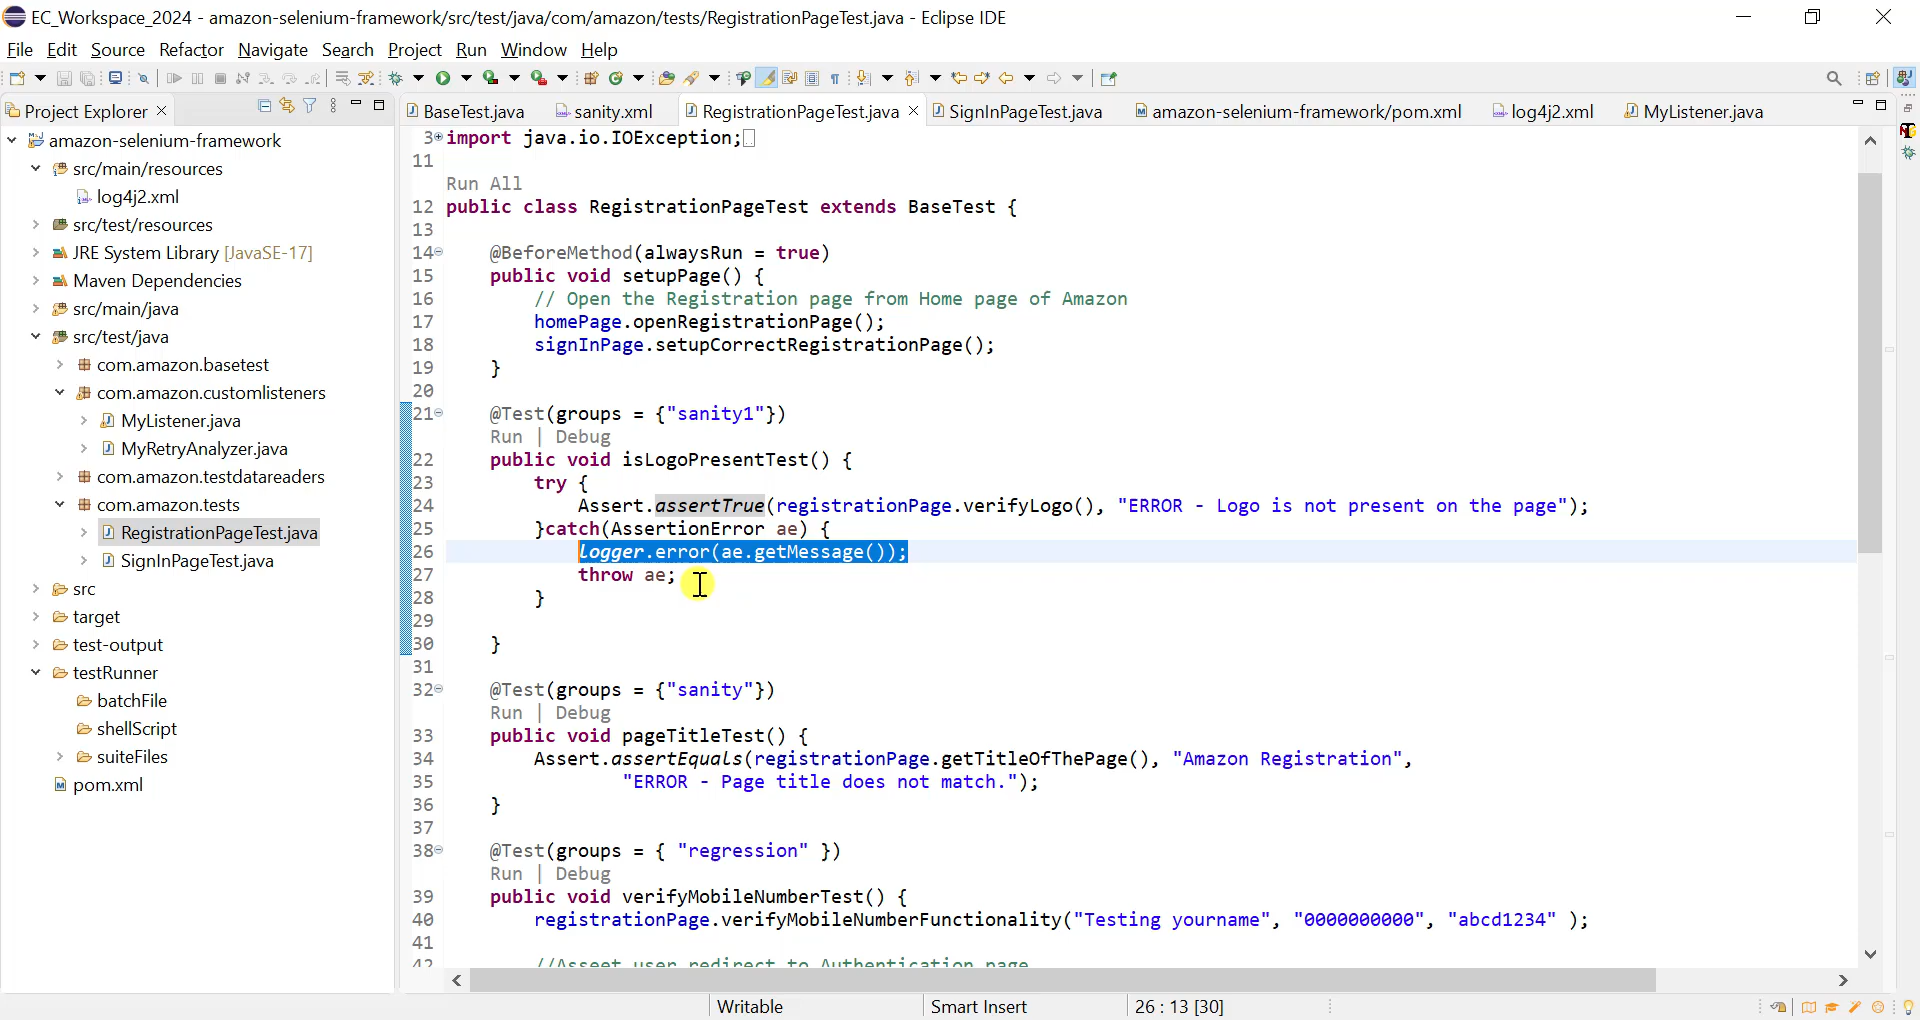 EC_Workspace_2024 - amazon-selenium-framework/src/test/java/com/amazon/tests/RegistrationPageTest.java - Eclipse IDE
File Edit Source Refactor Navigate Search Project Run Window Help
Project Explorer
BaseTest.java sanity.xml RegistrationPageTest.java SignInPageTest.java amazon-selenium-framework/pom.xml log4j2.xml MyListener.java
amazon-selenium-framework
src/main/resources
log4j2.xml
src/test/resources
JRE System Library [JavaSE-17]
Maven Dependencies
src/main/java
src/test/java
com.amazon.basetest
com.amazon.customlisteners
MyListener.java
MyRetryAnalyzer.java
com.amazon.testdatareaders
com.amazon.tests
RegistrationPageTest.java
SignInPageTest.java
src
target
test-output
testRunner
batchFile
shellScript
suiteFiles
pom.xml
3 import java.io.IOException;
11
Run All
12 public class RegistrationPageTest extends BaseTest {
13
14 @BeforeMethod(alwaysRun = true)
15 public void setupPage() {
16 // Open the Registration page from Home page of Amazon
17 homePage.openRegistrationPage();
18 signInPage.setupCorrectRegistrationPage();
19 }
20
21 @Test(groups = {"sanity1"})
Run | Debug
22 public void isLogoPresentTest() {
23 try {
24 Assert.assertTrue(registrationPage.verifyLogo(), "ERROR - Logo is not present on the page");
25 }catch(AssertionError ae) {
26 logger.error(ae.getMessage());
27 throw ae;
28 }
29
30 }
31
32 @Test(groups = {"sanity"})
Run | Debug
33 public void pageTitleTest() {
34 Assert.assertEquals(registrationPage.getTitleOfThePage(), "Amazon Registration",
35 "ERROR - Page title does not match.");
36 }
37
38 @Test(groups = { "regression" })
Run | Debug
39 public void verifyMobileNumberTest() {
40 registrationPage.verifyMobileNumberFunctionality("Testing yourname", "0000000000", "abcd1234" );
41
42 //Asseet user redirect to Authentication page
Writable Smart Insert 26 : 13 [30]